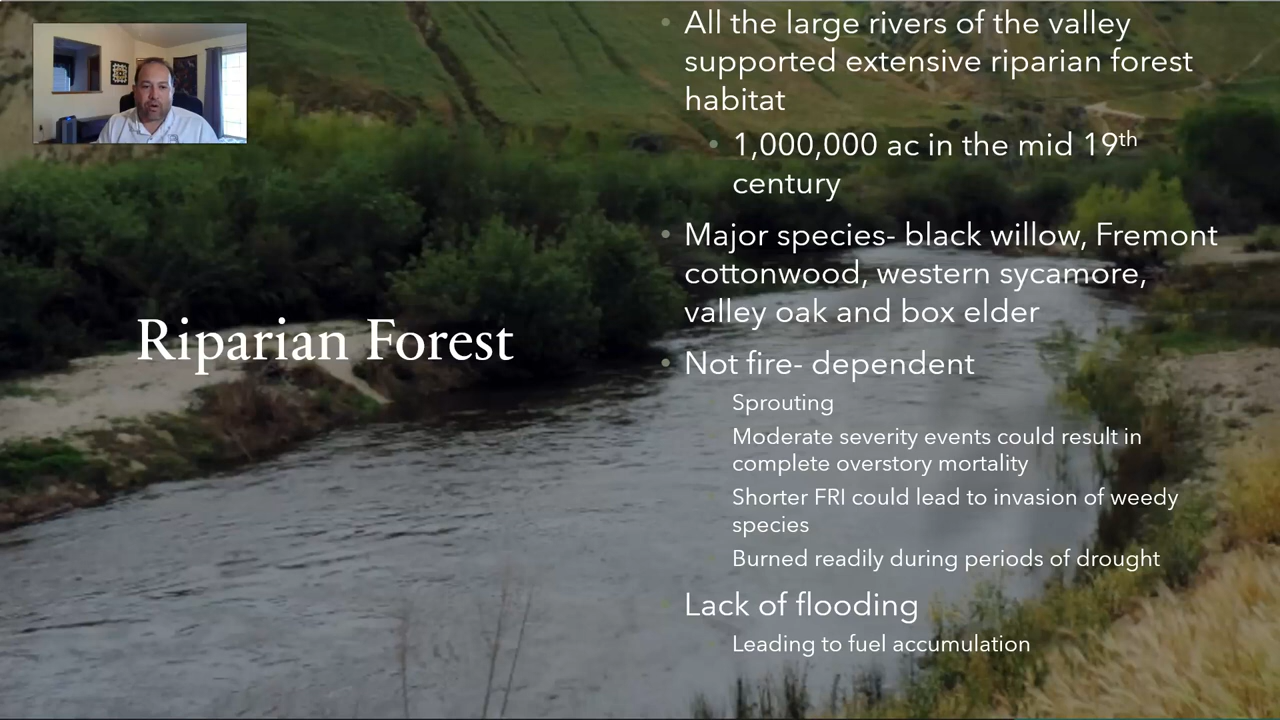 Riparian Forest
All the large rivers of the valley
supported extensive riparian forest
habitat
1,000,000 ac in the mid 19th
century
Major species- black willow, Fremont
cottonwood, western sycamore,
valley oak and box elder
Not fire- dependent
Sprouting
Moderate severity events could result in
complete overstory mortality
Shorter FRI could lead to invasion of weedy
species
Burned readily during periods of drought
Lack of flooding
Leading to fuel accumulation